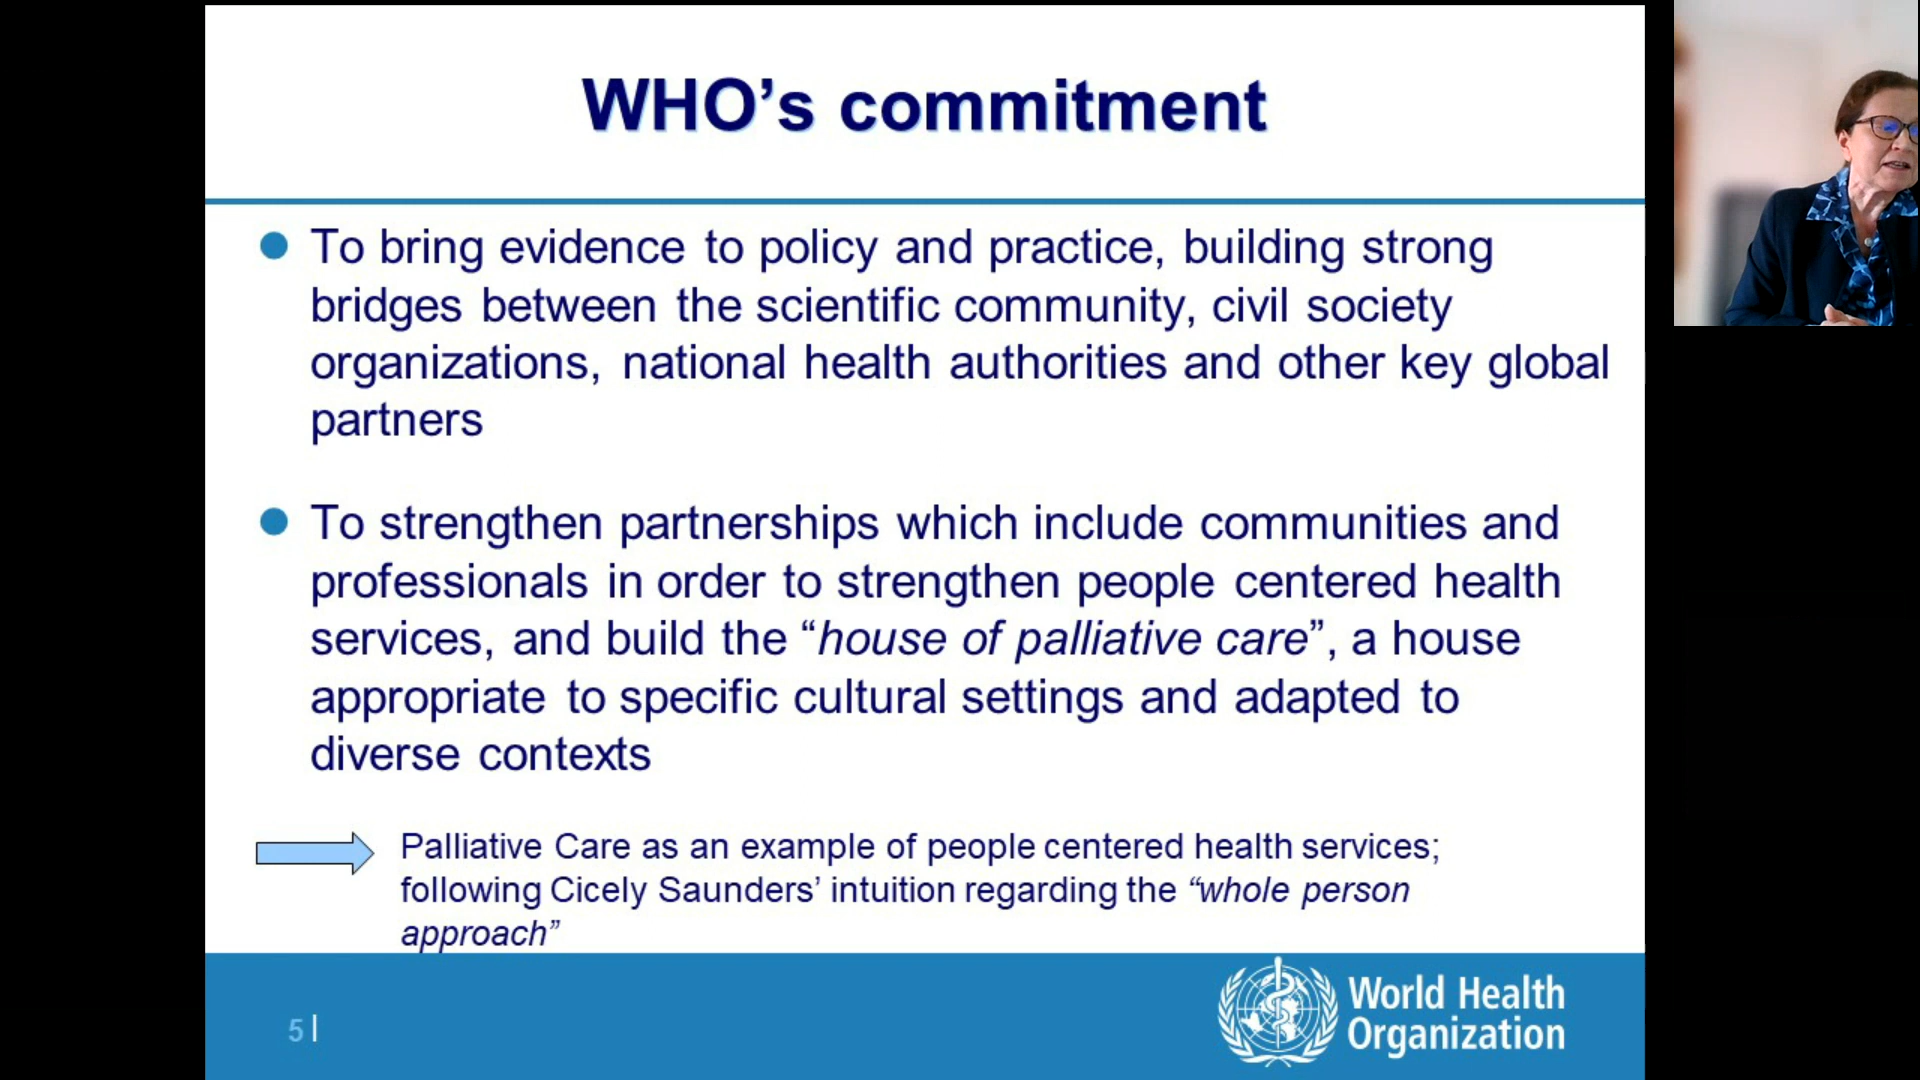 WHO’s commitment
To bring evidence to policy and practice, building strong
bridges between the scientific community, civil society
organizations, national health authorities and other key global
partners
To strengthen partnerships which include communities and
professionals in order to strengthen people centered health
services, and build the “house of palliative care”, a house
appropriate to specific cultural settings and adapted to
diverse contexts
Palliative Care as an example of people centered health services;
following Cicely Saunders’ intuition regarding the “whole person
approach”
5 |
World Health
Organization